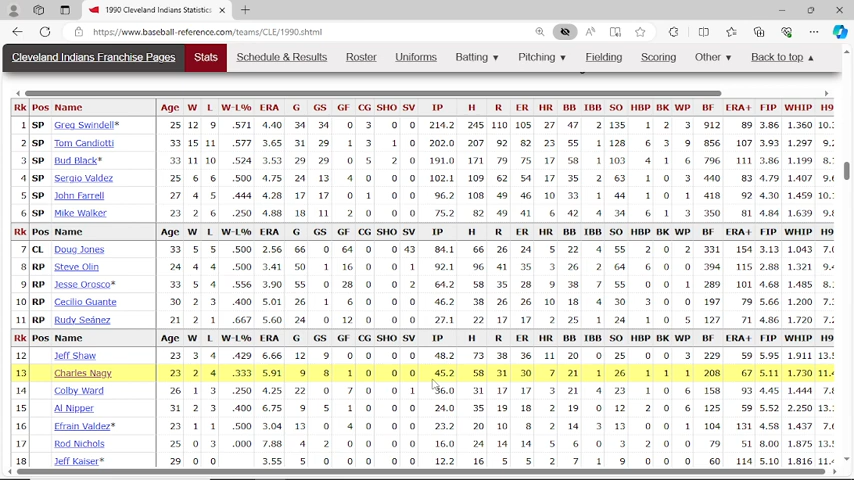 1990 Cleveland Indians Statistics
https://www.baseball-reference.com/teams/CLE/1990.shtml
Cleveland Indians Franchise Pages Stats Schedule & Results Roster Uniforms Batting ▼ Pitching ▼ Fielding Scoring Other ▼ Back to top ▲
Rk Pos Name Age W L W-L% ERA G GS GF CG SHO SV IP H R ER HR BB IBB SO HBP BK WP BF ERA+ FIP WHIP H9
1 SP Greg Swindell* 25 12 9 .571 4.40 34 34 0 3 0 0 214.2 245 110 105 27 47 2 135 1 2 3 912 89 3.86 1.360 10.
2 SP Tom Candiotti 33 15 11 .577 3.65 31 29 1 3 1 0 202.0 207 92 82 23 55 1 128 6 3 9 856 107 3.93 1.297 9.
3 SP Bud Black* 33 11 10 .524 3.53 29 29 0 5 2 0 191.0 171 79 75 17 58 1 103 4 1 6 796 111 3.86 1.199 8.
4 SP Sergio Valdez 25 6 6 .500 4.75 24 13 4 0 0 0 102.1 109 62 54 17 35 2 63 1 0 3 440 83 4.79 1.407 9.
5 SP John Farrell 27 4 5 .444 4.28 17 17 0 1 0 0 96.2 108 49 46 10 33 1 44 1 0 1 418 92 4.30 1.459 10.
6 SP Mike Walker 24 2 6 .250 4.88 18 11 2 0 0 0 75.2 82 49 41 6 42 4 34 6 1 3 350 81 4.84 1.639 9.
Rk Pos Name Age W L W-L% ERA G GS GF CG SHO SV IP H R ER HR BB IBB SO HBP BK WP BF ERA+ FIP WHIP H9
7 CL Doug Jones 33 5 5 .500 2.56 66 0 64 0 0 43 84.1 66 26 24 5 22 4 55 2 0 2 331 154 3.13 1.043 7.
8 RP Steve Olin 24 4 4 .500 3.41 50 1 16 0 0 1 92.1 96 41 35 3 26 2 64 6 0 0 394 115 2.88 1.321 9.
9 RP Jesse Orosco* 33 5 4 .556 3.90 55 0 28 0 0 2 64.2 58 35 28 9 38 7 55 0 0 1 289 101 4.68 1.485 8.
10 RP Cecilio Guante 30 2 3 .400 5.01 26 1 6 0 0 0 46.2 38 26 26 10 18 4 30 3 0 0 197 79 5.66 1.200 7.
11 RP Rudy Seánez 21 2 1 .667 5.60 24 0 12 0 0 0 27.1 22 17 17 2 25 1 24 1 0 5 127 71 4.86 1.720 7.
Rk Pos Name Age W L W-L% ERA G GS GF CG SHO SV IP H R ER HR BB IBB SO HBP BK WP BF ERA+ FIP WHIP H9
12 Jeff Shaw 23 3 4 .429 6.66 12 9 0 0 0 0 48.2 73 38 36 11 20 0 25 0 0 3 229 59 5.95 1.911 13.
13 Charles Nagy 23 2 4 .333 5.91 9 8 1 0 0 0 45.2 58 31 30 7 21 1 26 1 1 1 208 67 5.11 1.730 11.
14 Colby Ward 26 1 3 .250 4.25 22 0 7 0 0 1 36.0 31 17 17 3 21 4 23 1 0 6 158 93 4.45 1.444 7.
15 Al Nipper 31 2 3 .400 6.75 9 5 1 0 0 0 24.0 35 19 18 2 19 0 12 2 0 6 125 59 5.52 2.250 13.
16 Efrain Valdez* 23 1 1 .500 3.04 13 0 4 0 0 0 23.2 20 10 8 2 14 3 13 0 0 1 104 131 4.58 1.437 7.
17 Rod Nichols 25 0 3 .000 7.88 4 2 0 0 0 0 16.0 24 14 14 5 6 0 3 2 0 0 79 51 8.00 1.875 13.
18 Jeff Kaiser* 29 0 0 3.55 5 0 0 0 0 0 12.2 16 5 5 2 7 1 9 0 0 0 60 114 5.10 1.816 11.